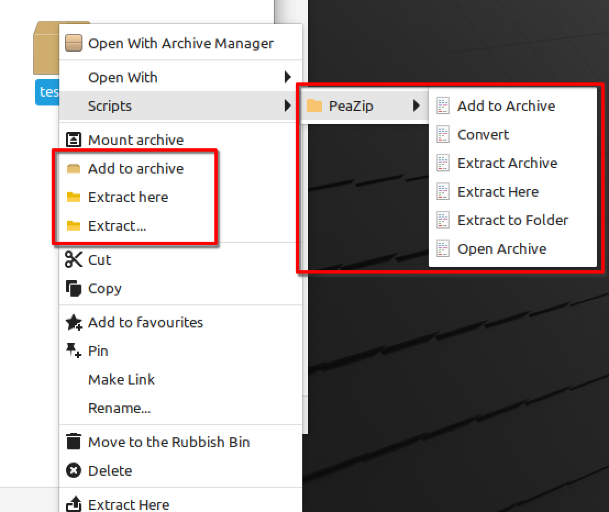 tes
Open With Archive Manager
Open With
Scripts
PeaZip
Add to Archive
Convert
Extract Archive
Extract Here
Extract to Folder
Open Archive
Mount archive
Add to archive
Extract here
Extract...
Cut
Copy
Add to favourites
Pin
Make Link
Rename...
Move to the Rubbish Bin
Delete
Extract Here